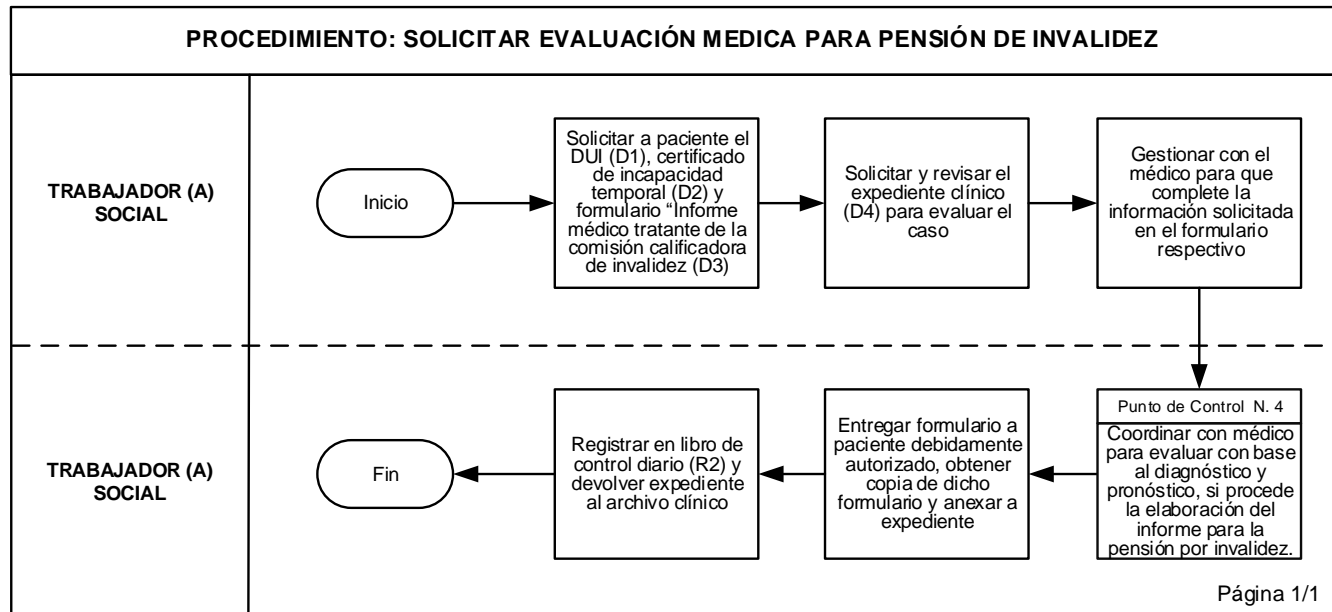 PROCEDIMIENTO: SOLICITAR EVALUACIÓN MEDICA PARA PENSIÓN DE INVALIDEZ
TRABAJADOR (A)
SOCIAL
Inicio
Solicitar a paciente el
DUI (D1), certificado
de incapacidad
temporal (D2) y
formulario “Informe
médico tratante de la
comisión calificadora
de invalidez (D3)
Solicitar y revisar el
expediente clínico
(D4) para evaluar el
caso
Gestionar con el
médico para que
complete la
información solicitada
en el formulario
respectivo
TRABAJADOR (A)
SOCIAL
Fin
Registrar en libro de
control diario (R2) y
devolver expediente
al archivo clínico
Entregar formulario a
paciente debidamente
autorizado, obtener
copia de dicho
formulario y anexar a
expediente
Punto de Control N. 4
Coordinar con médico
para evaluar con base
al diagnóstico y
pronóstico, si procede
la elaboración del
informe para la
pensión por invalidez.
Página 1/1